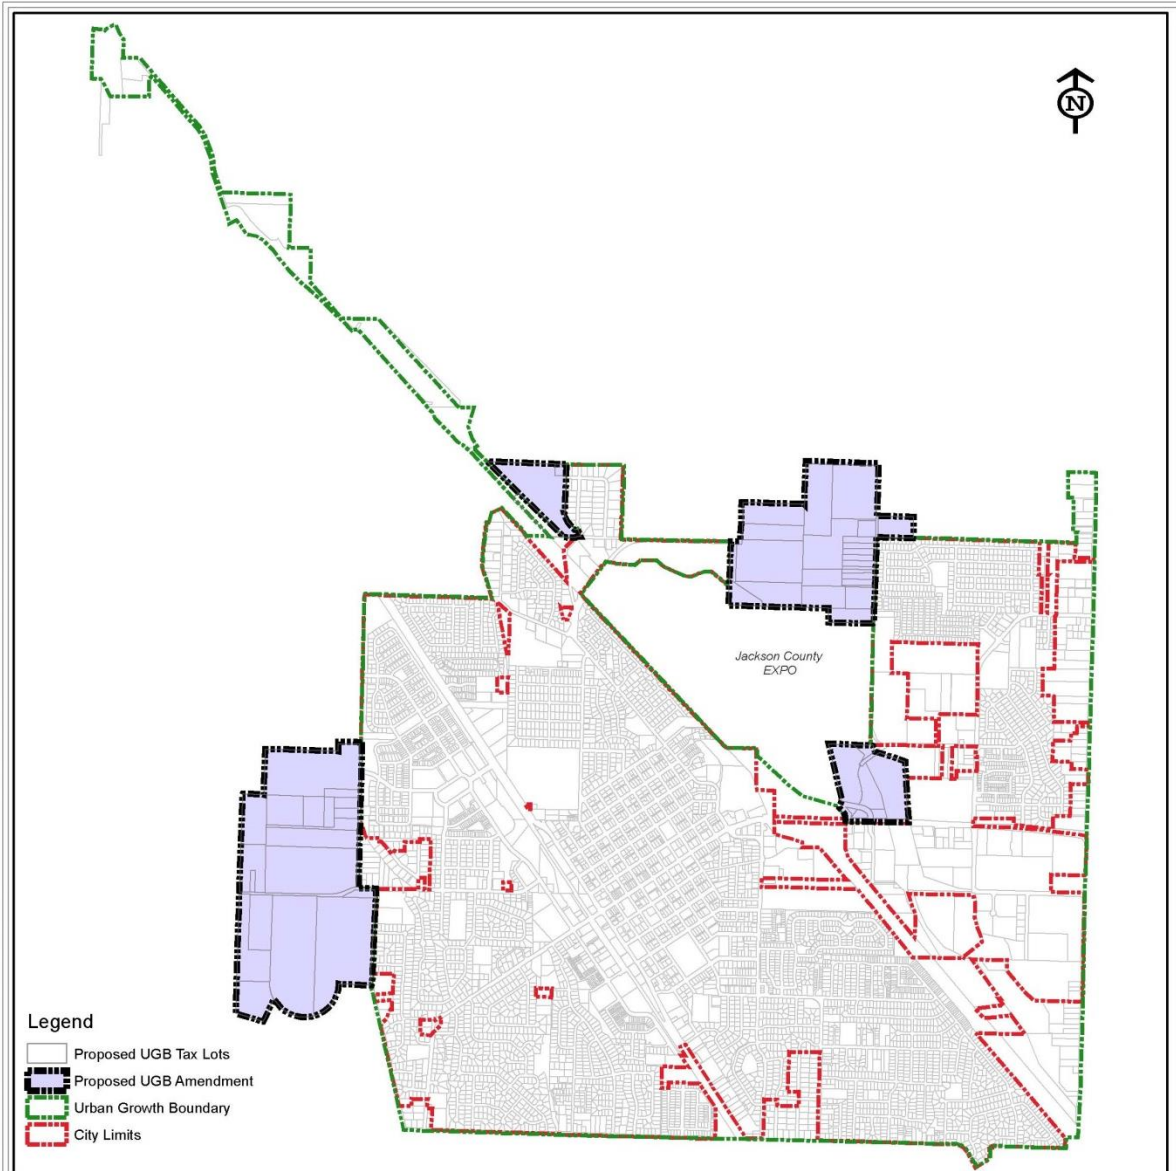 N
Jackson County
EXPO
Legend
Proposed UGB Tax Lots
Proposed UGB Amendment
Urban Growth Boundary
City Limits